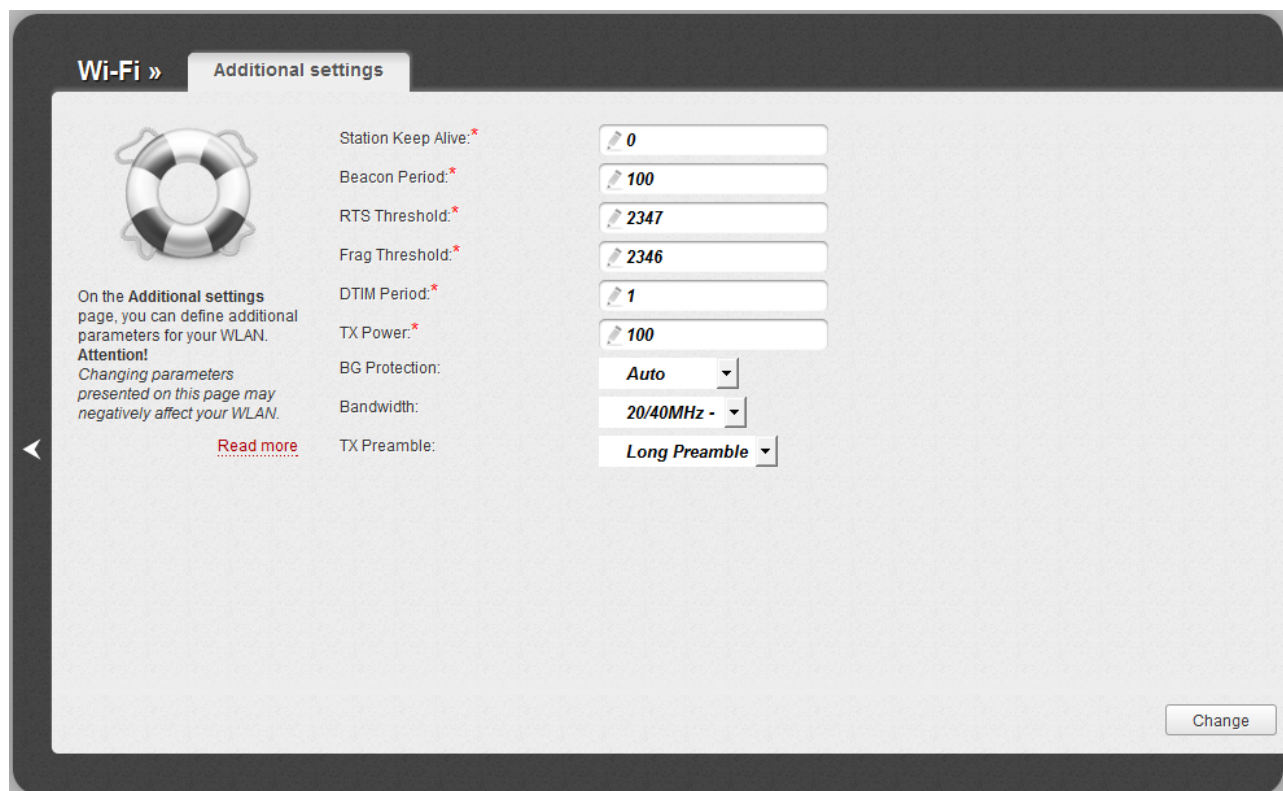 Wi-Fi »
Additional settings
Station Keep Alive:* 0
Beacon Period:* 100
RTS Threshold:* 2347
Frag Threshold:* 2346
DTIM Period:* 1
TX Power:* 100
BG Protection: Auto
Bandwidth: 20/40MHz -
TX Preamble: Long Preamble
On the Additional settings
page, you can define additional
parameters for your WLAN.
Attention!
Changing parameters
presented on this page may
negatively affect your WLAN.
Read more
Change